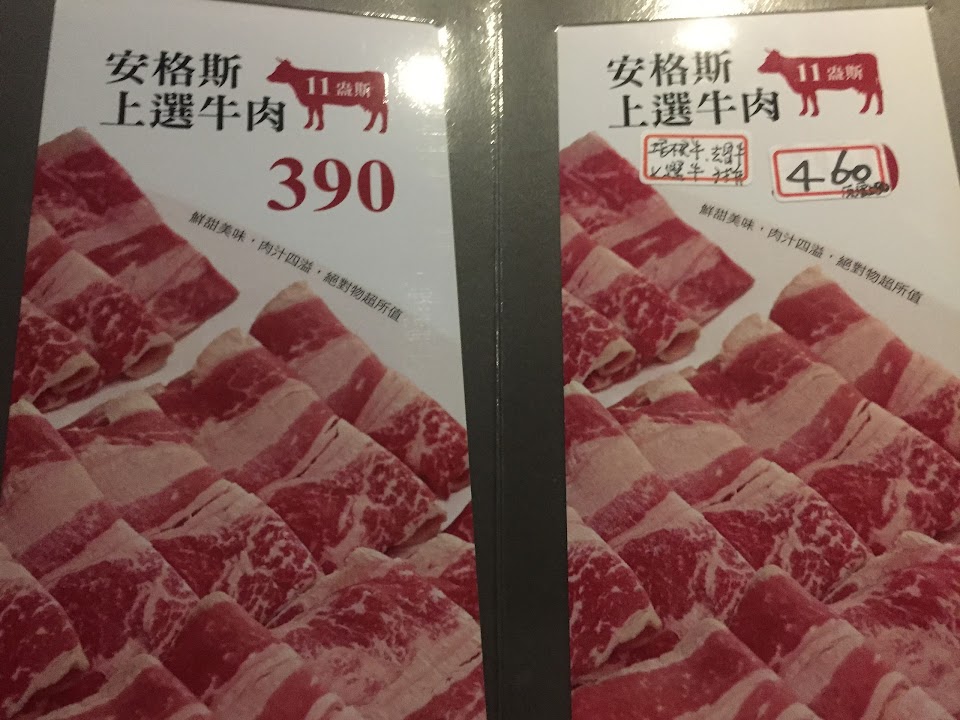 安格斯
上選牛肉
11盎斯
390
鮮甜美味,肉汁四溢,絕對物超所值
安格斯
上選牛肉
11盎斯
460
鮮甜美味,肉汁四溢,絕對物超所值